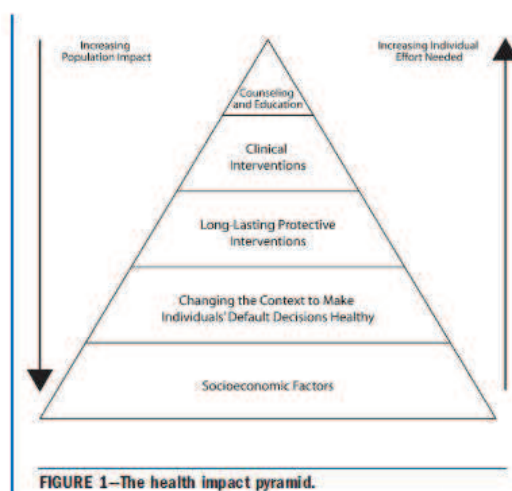 Increasing
Population Impact
Increasing Individual
Effort Needed
Counseling
and Education
Clinical
Interventions
Long-Lasting Protective
Interventions
Changing the Context to Make
Individuals' Default Decisions Healthy
Socioeconomic Factors
FIGURE 1—The health impact pyramid.